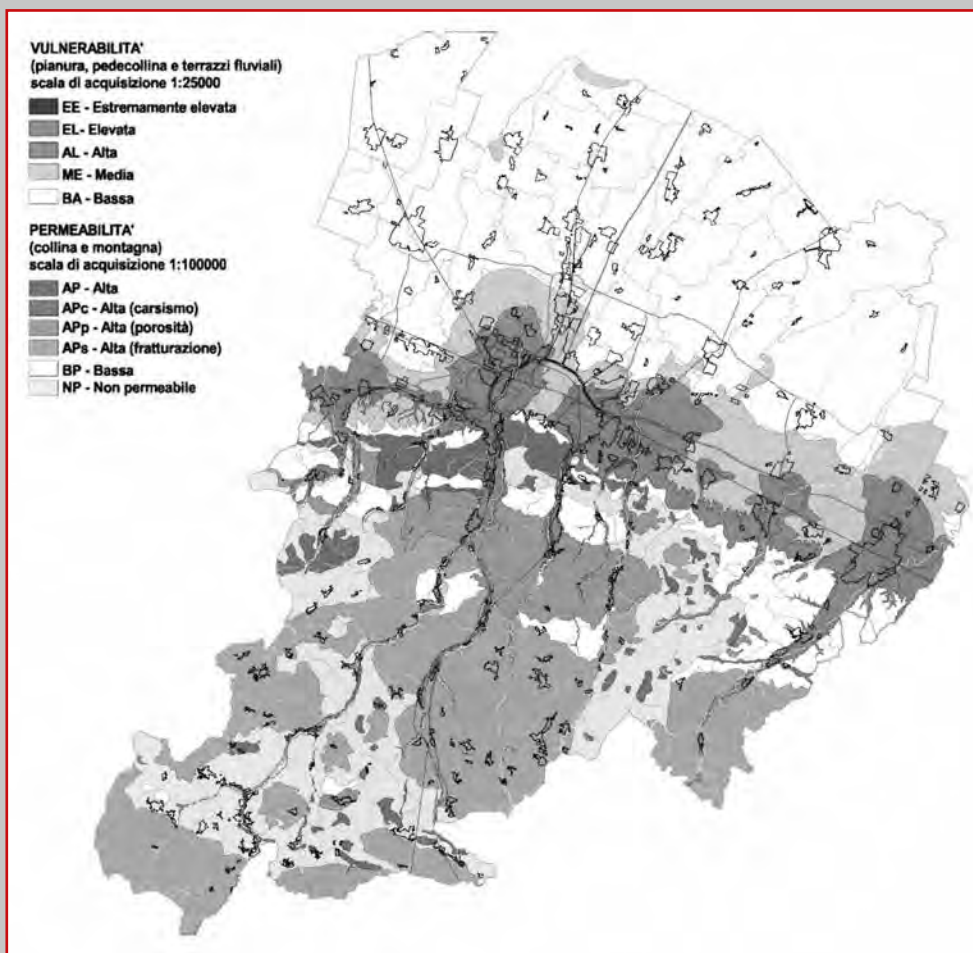 VULNERABILITA'
(pianura, pedecollina e terrazzi fluviali)
scala di acquisizione 1:25000
EE - Estremamente elevata
EL - Elevata
AL - Alta
ME - Media
BA - Bassa
PERMEABILITA'
(collina e montagna)
scala di acquisizione 1:100000
AP - Alta
APc - Alta (carsismo)
APp - Alta (porosità)
APs - Alta (fratturazione)
BP - Bassa
NP - Non permeabile